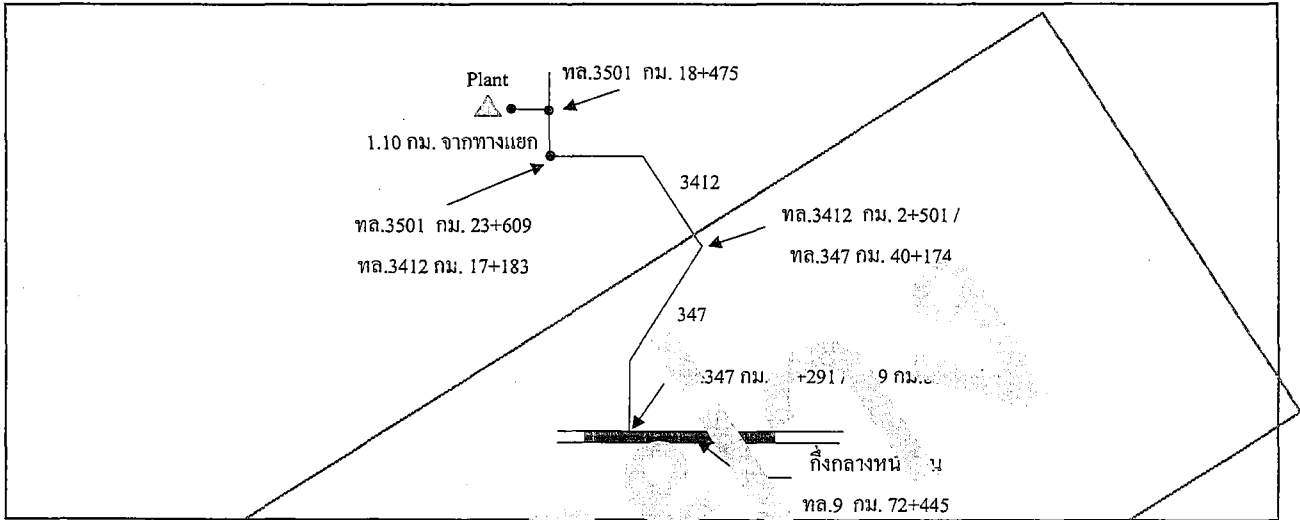 ทล.3501 กม. 18+475
Plant
1.10 กม. จากทางแยก
3412
ทล.3501 กม. 23+609
ทล.3412 กม. 17+183
ทล.3412 กม. 2+501 /
ทล.347 กม. 40+174
347
.347 กม. +291 / 9 กม.
กึ่งกลางหน้
ทล.9 กม. 72+445